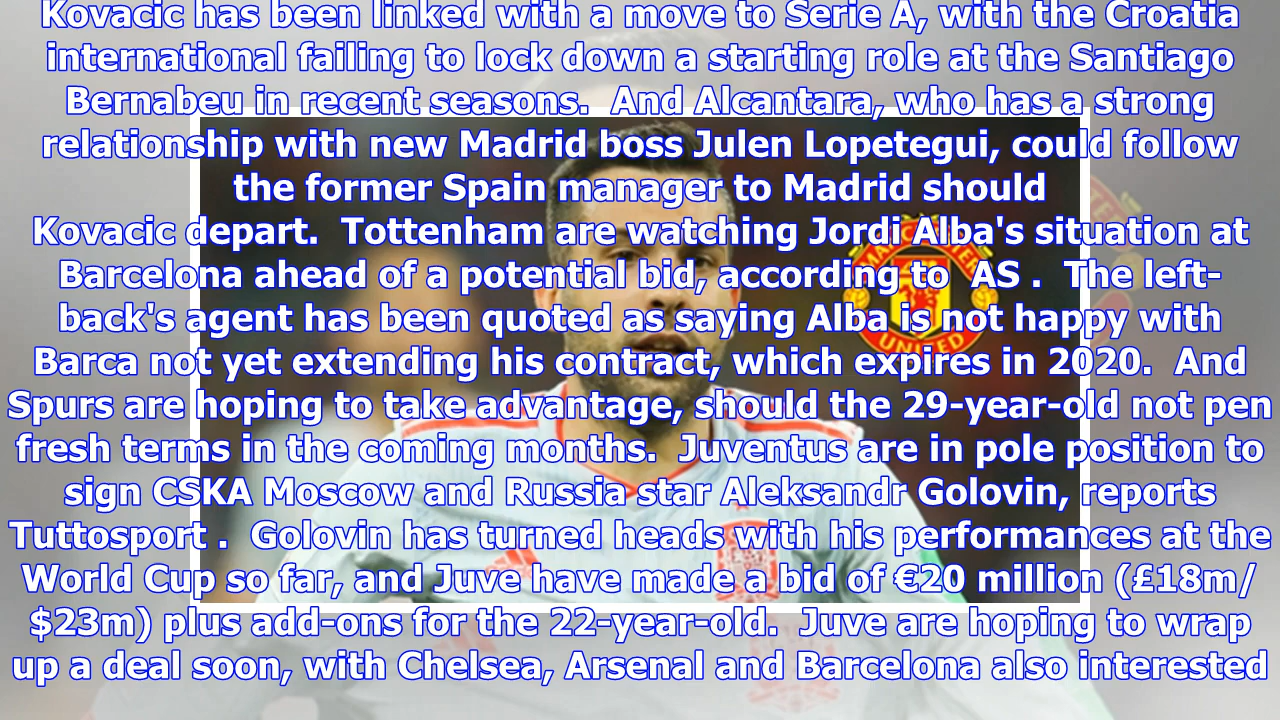 Kovacic has been linked with a move to Serie A, with the Croatia
international failing to lock down a starting role at the Santiago
Bernabeu in recent seasons.  And Alcantara, who has a strong
relationship with new Madrid boss Julen Lopetegui, could follow
the former Spain manager to Madrid should
Kovacic depart.  Tottenham are watching Jordi Alba's situation at
Barcelona ahead of a potential bid, according to  AS .  The left-
back's agent has been quoted as saying Alba is not happy with
Barca not yet extending his contract, which expires in 2020.  And
Spurs are hoping to take advantage, should the 29-year-old not pen
fresh terms in the coming months.  Juventus are in pole position to
sign CSKA Moscow and Russia star Aleksandr Golovin, reports
Tuttosport .  Golovin has turned heads with his performances at the
World Cup so far, and Juve have made a bid of €20 million (£18m/
$23m) plus add-ons for the 22-year-old.  Juve are hoping to wrap
up a deal soon, with Chelsea, Arsenal and Barcelona also interested
MANCHESTER
UNITED